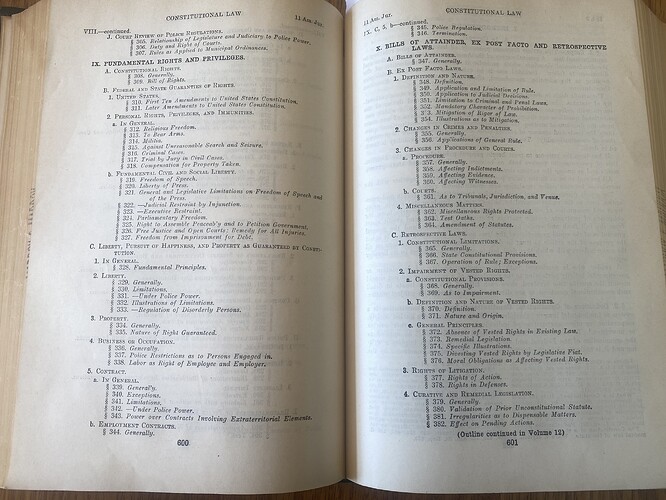 CONSTITUTIONAL LAW 11 Am. Jur.
VIII.—continued.
J. COURT REVIEW OF POLICE REGULATIONS.
§ 305. Relationship of Legislature and Judiciary to Police Power.
§ 306. Duty and Right of Courts.
§ 307. Rules as Applied to Municipal Ordinances.
IX. FUNDAMENTAL RIGHTS AND PRIVILEGES.
A. CONSTITUTIONAL RIGHTS.
§ 308. Generally.
§ 309. Bill of Rights.
B. FEDERAL AND STATE GUARANTIES OF RIGHTS.
1. UNITED STATES.
§ 310. First Ten Amendments to United States Constitution.
§ 311. Later Amendments to United States Constitution.
2. PERSONAL RIGHTS, PRIVILEGES, AND IMMUNITIES.
a. IN GENERAL.
§ 312. Religious Freedom.
§ 313. To Bear Arms.
§ 314. Militia.
§ 315. Against Unreasonable Search and Seizure.
§ 316. Criminal Cases.
§ 317. Trial by Jury in Civil Cases.
§ 318. Compensation for Property Taken.
b. FUNDAMENTAL CIVIL AND SOCIAL LIBERTY.
§ 319. Freedom of Speech.
§ 320. Liberty of Press.
§ 321. General and Legislative Limitations on Freedom of Speech and
of the Press.
§ 322. —Judicial Restraint by Injunction.
§ 323. —Executive Restraint.
§ 324. Parliamentary Freedom.
§ 325. Right to Assemble Peaceably and to Petition Government.
§ 326. Free Justice and Open Courts; Remedy for All Injuries.
§ 327. Freedom from Imprisonment for Debt.
C. LIBERTY, PURSUIT OF HAPPINESS, AND PROPERTY AS GUARANTEED BY CONSTI-
TUTION.
1. IN GENERAL.
§ 328. Fundamental Principles.
2. LIBERTY.
§ 329. Generally.
§ 330. Limitations.
§ 331. —Under Police Power.
§ 332. Illustrations of Limitations.
§ 333. —Regulation of Disorderly Persons.
3. PROPERTY.
§ 334. Generally.
§ 335. Nature of Right Guaranteed.
4. BUSINESS OR OCCUPATION.
§ 336. Generally.
§ 337. Police Restrictions as to Persons Engaged in.
§ 338. Labor as Right of Employee and Employer.
5. CONTRACT.
a. IN GENERAL.
§ 339. Generally.
§ 340. Exceptions.
§ 341. Limitations.
§ 342. —Under Police Power.
§ 343. Power over Contracts Involving Extraterritorial Elements.
b. EMPLOYMENT CONTRACTS.
§ 344. Generally.
600
11 Am. Jur. CONSTITUTIONAL LAW
IX. C, 5, b—continued.
§ 345. Police Regulation.
§ 346. Termination.
X. BILLS OF ATTAINDER, EX POST FACTO AND RETROSPECTIVE
LAWS.
A. BILLS OF ATTAINDER.
§ 347. Generally.
B. EX POST FACTO LAWS.
1. DEFINITION AND NATURE.
§ 348. Definition.
§ 349. Application and Limitation of Rule.
§ 350. Application to Judicial Decisions.
§ 351. Limitation to Criminal and Penal Laws.
§ 352. Mandatory Character of Prohibition.
§ 353. Mitigation of Rigor of Law.
§ 354. Illustrations as to Mitigation.
2. CHANGES IN CRIMES AND PENALTIES.
§ 355. Generally.
§ 356. Applications of General Rule.
3. CHANGES IN PROCEDURE AND COURTS.
a. PROCEDURE.
§ 357. Generally.
§ 358. Affecting Indictments.
§ 359. Affecting Evidence.
§ 360. Affecting Witnesses.
b. COURTS.
§ 361. As to Tribunals, Jurisdiction, and Venue.
4. MISCELLANEOUS MATTERS.
§ 362. Miscellaneous Rights Protected.
§ 363. Test Oaths.
§ 364. Amendment of Statutes.
C. RETROSPECTIVE LAWS.
1. CONSTITUTIONAL LIMITATIONS.
§ 365. Generally.
§ 366. State Constitutional Provisions.
§ 367. Operation of Rule; Exceptions.
2. IMPAIRMENT OF VESTED RIGHTS.
a. CONSTITUTIONAL PROVISIONS.
§ 368. Generally.
§ 369. As to Impairment.
b. DEFINITION AND NATURE OF VESTED RIGHTS.
§ 370. Definition.
§ 371. Nature and Origin.
c. GENERAL PRINCIPLES.
§ 372. Absence of Vested Rights in Existing Law.
§ 373. Remedial Legislation.
§ 374. Specific Illustrations.
§ 375. Divesting Vested Rights by Legislative Fiat.
§ 376. Moral Obligations as Affecting Vested Rights.
3. RIGHTS OF LITIGATION.
§ 377. Rights of Action.
§ 378. Rights in Defenses.
4. CURATIVE AND REMEDIAL LEGISLATION.
§ 379. Generally.
§ 380. Validation of Prior Unconstitutional Statute.
§ 381. Irregularities as to Dispensable Matters.
§ 382. Effect on Pending Actions.
(Outline continued in Volume 12)
601